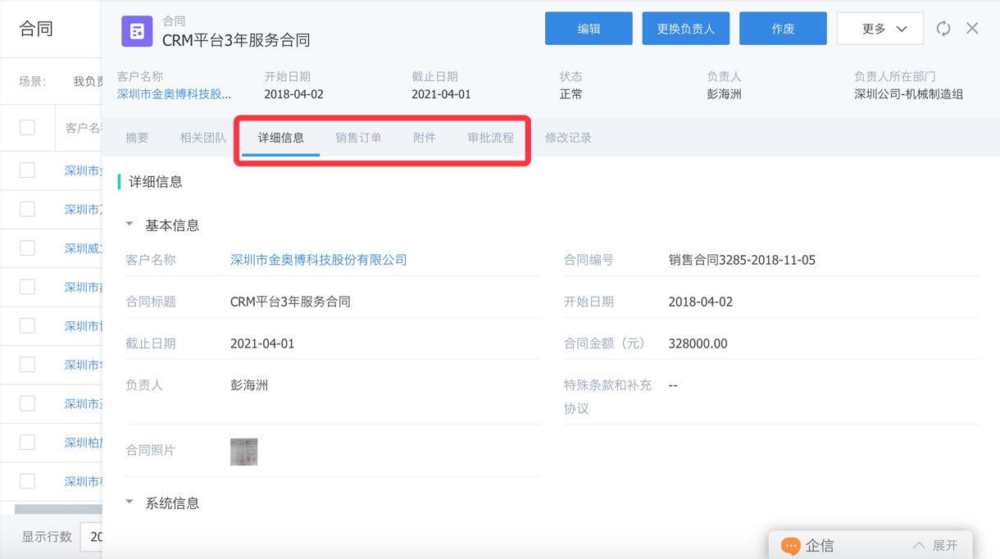 合同
合同
CRM平台3年服务合同
编辑
更换负责人
作废
更多
场景:
我负责
客户名称
深圳市金奥博科技股...
开始日期
2018-04-02
截止日期
2021-04-01
状态
正常
负责人
彭海洲
负责人所在部门
深圳公司-机械制造组
摘要 相关团队 详细信息 销售订单 附件 审批流程 修改记录
客户名
深圳市金
深圳市
深圳威
深圳市
深圳市
深圳市
深圳市
深圳柏
深圳市
显示行数 20
详细信息
基本信息
客户名称 深圳市金奥博科技股份有限公司
合同编号 销售合同3285-2018-11-05
合同标题 CRM平台3年服务合同
开始日期 2018-04-02
截止日期 2021-04-01
合同金额（元） 328000.00
负责人 彭海洲
特殊条款和补充 --
协议
合同照片
系统信息
企信 展开